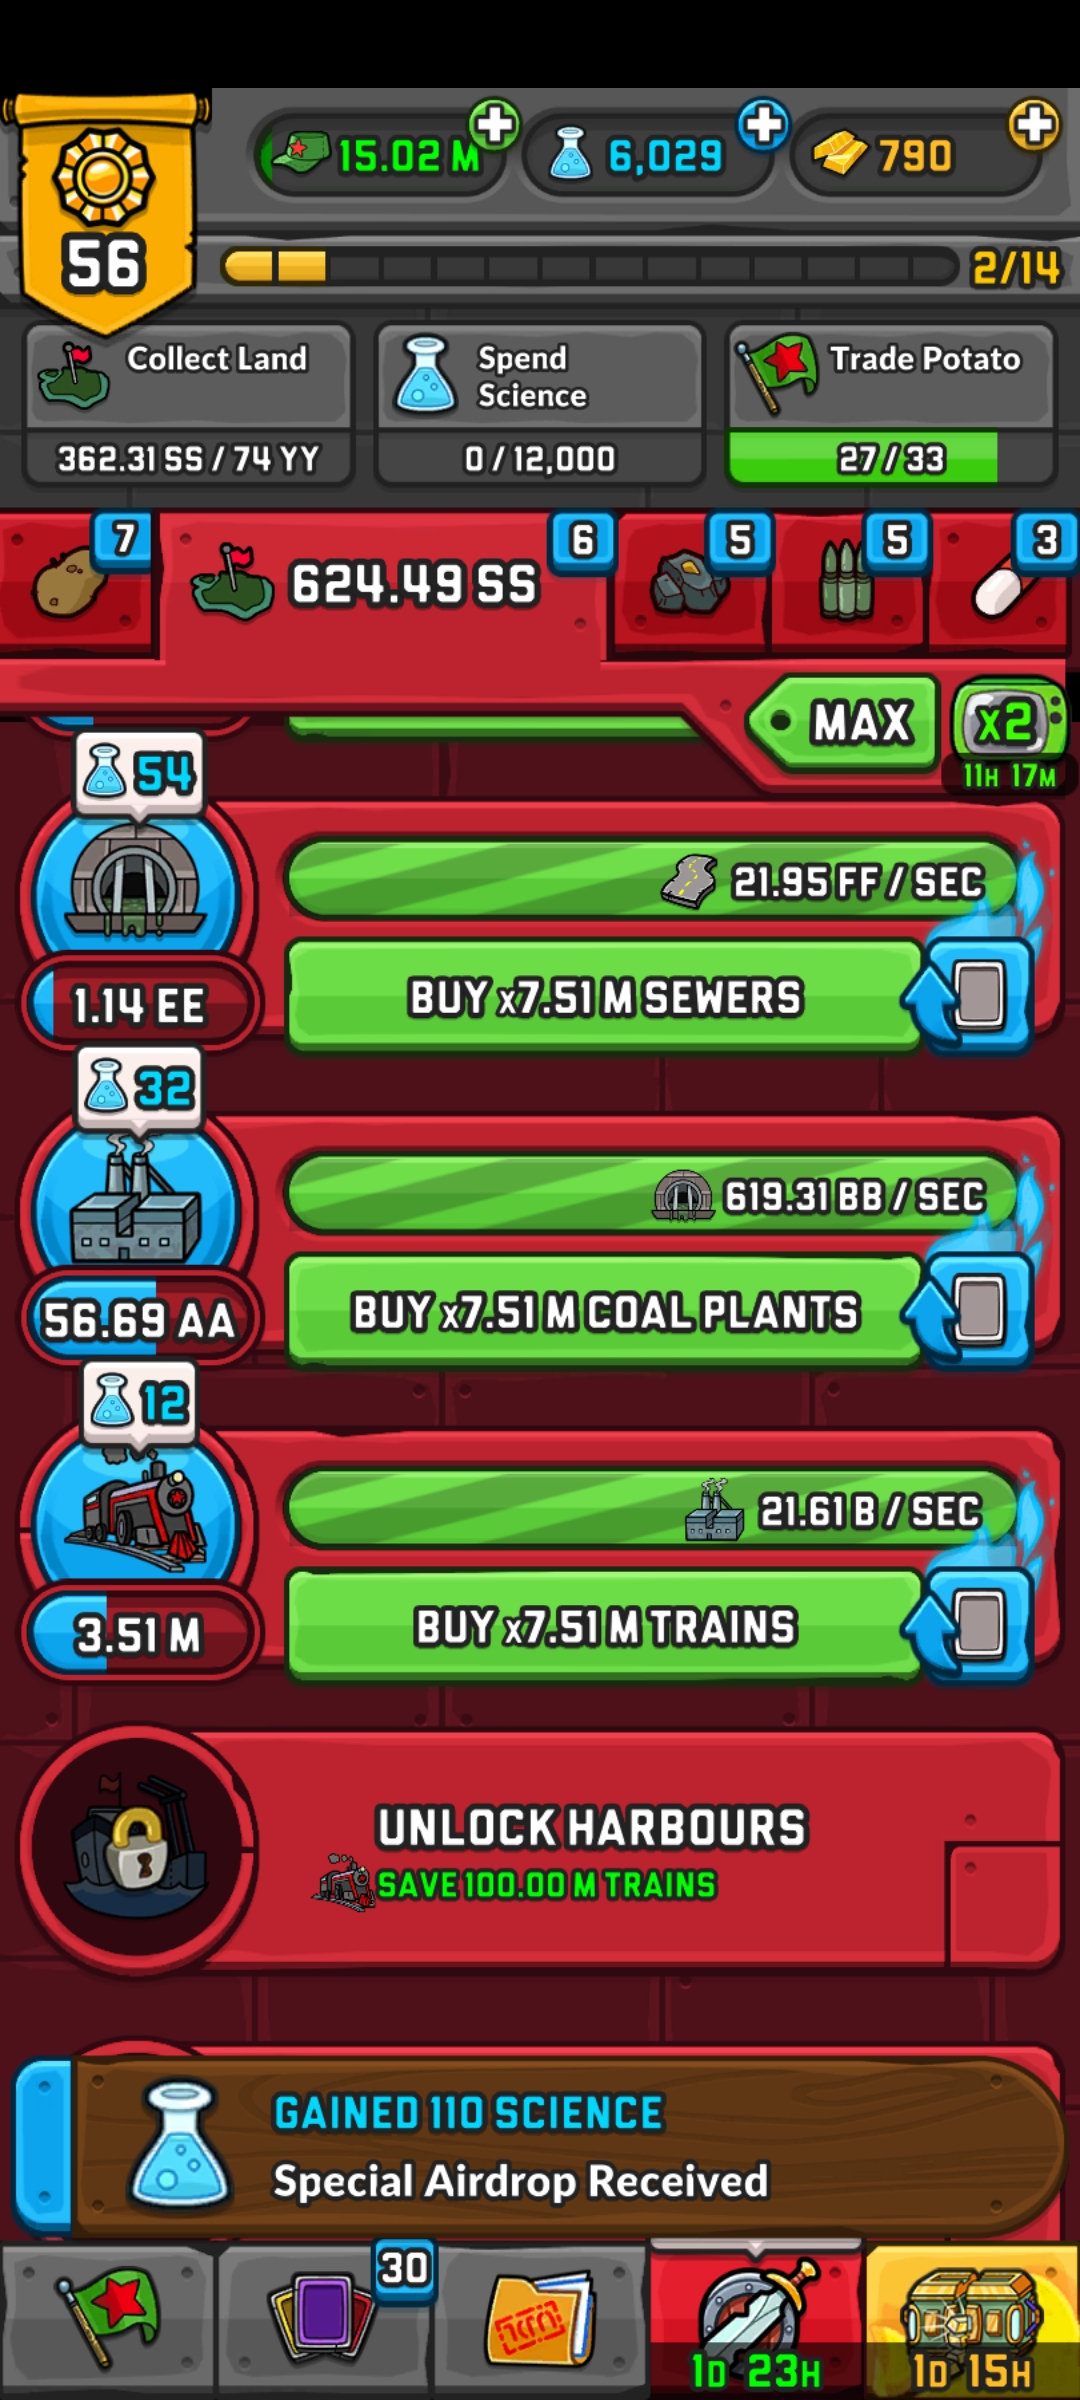 15.02 M
6,029
790
56
2/14
Collect Land
362.31 SS / 74 YY
Spend
Science
0 / 12,000
Trade Potato
27 / 33
7
624.49 SS
6
5
5
3
MAX
x2
11H 17M
54
21.95 FF / SEC
1.14 EE
BUY x7.51 M SEWERS
32
619.31 BB / SEC
56.69 AA
BUY x7.51 M COAL PLANTS
12
21.61 B / SEC
3.51 M
BUY x7.51 M TRAINS
UNLOCK HARBOURS
SAVE 100.00 M TRAINS
GAINED 110 SCIENCE
Special Airdrop Received
30
1D 23H
1D 15H